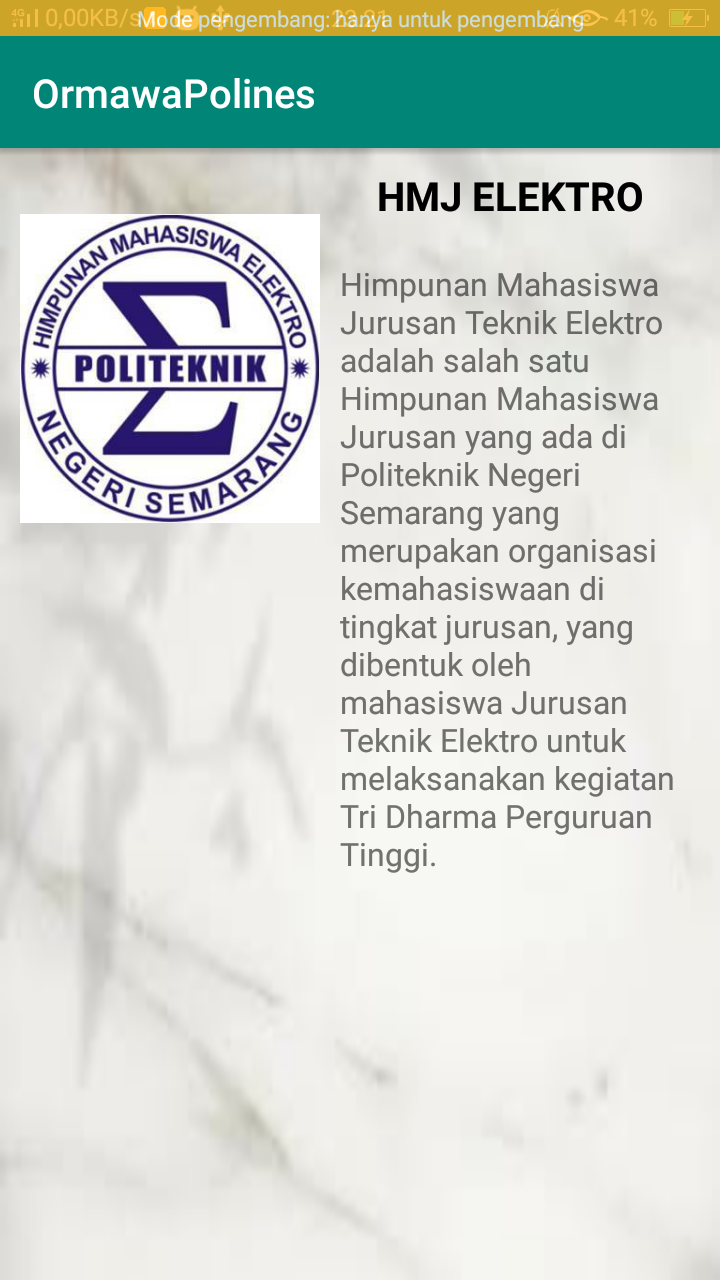 4G 0,00KB/s Mode pengembang: hanya untuk pengembang 41%
OrmawaPolines
HMJ ELEKTRO
HIMPUNAN MAHASISWA ELEKTRO
POLITEKNIK
NEGERI SEMARANG
Himpunan Mahasiswa
Jurusan Teknik Elektro
adalah salah satu
Himpunan Mahasiswa
Jurusan yang ada di
Politeknik Negeri
Semarang yang
merupakan organisasi
kemahasiswaan di
tingkat jurusan, yang
dibentuk oleh
mahasiswa Jurusan
Teknik Elektro untuk
melaksanakan kegiatan
Tri Dharma Perguruan
Tinggi.